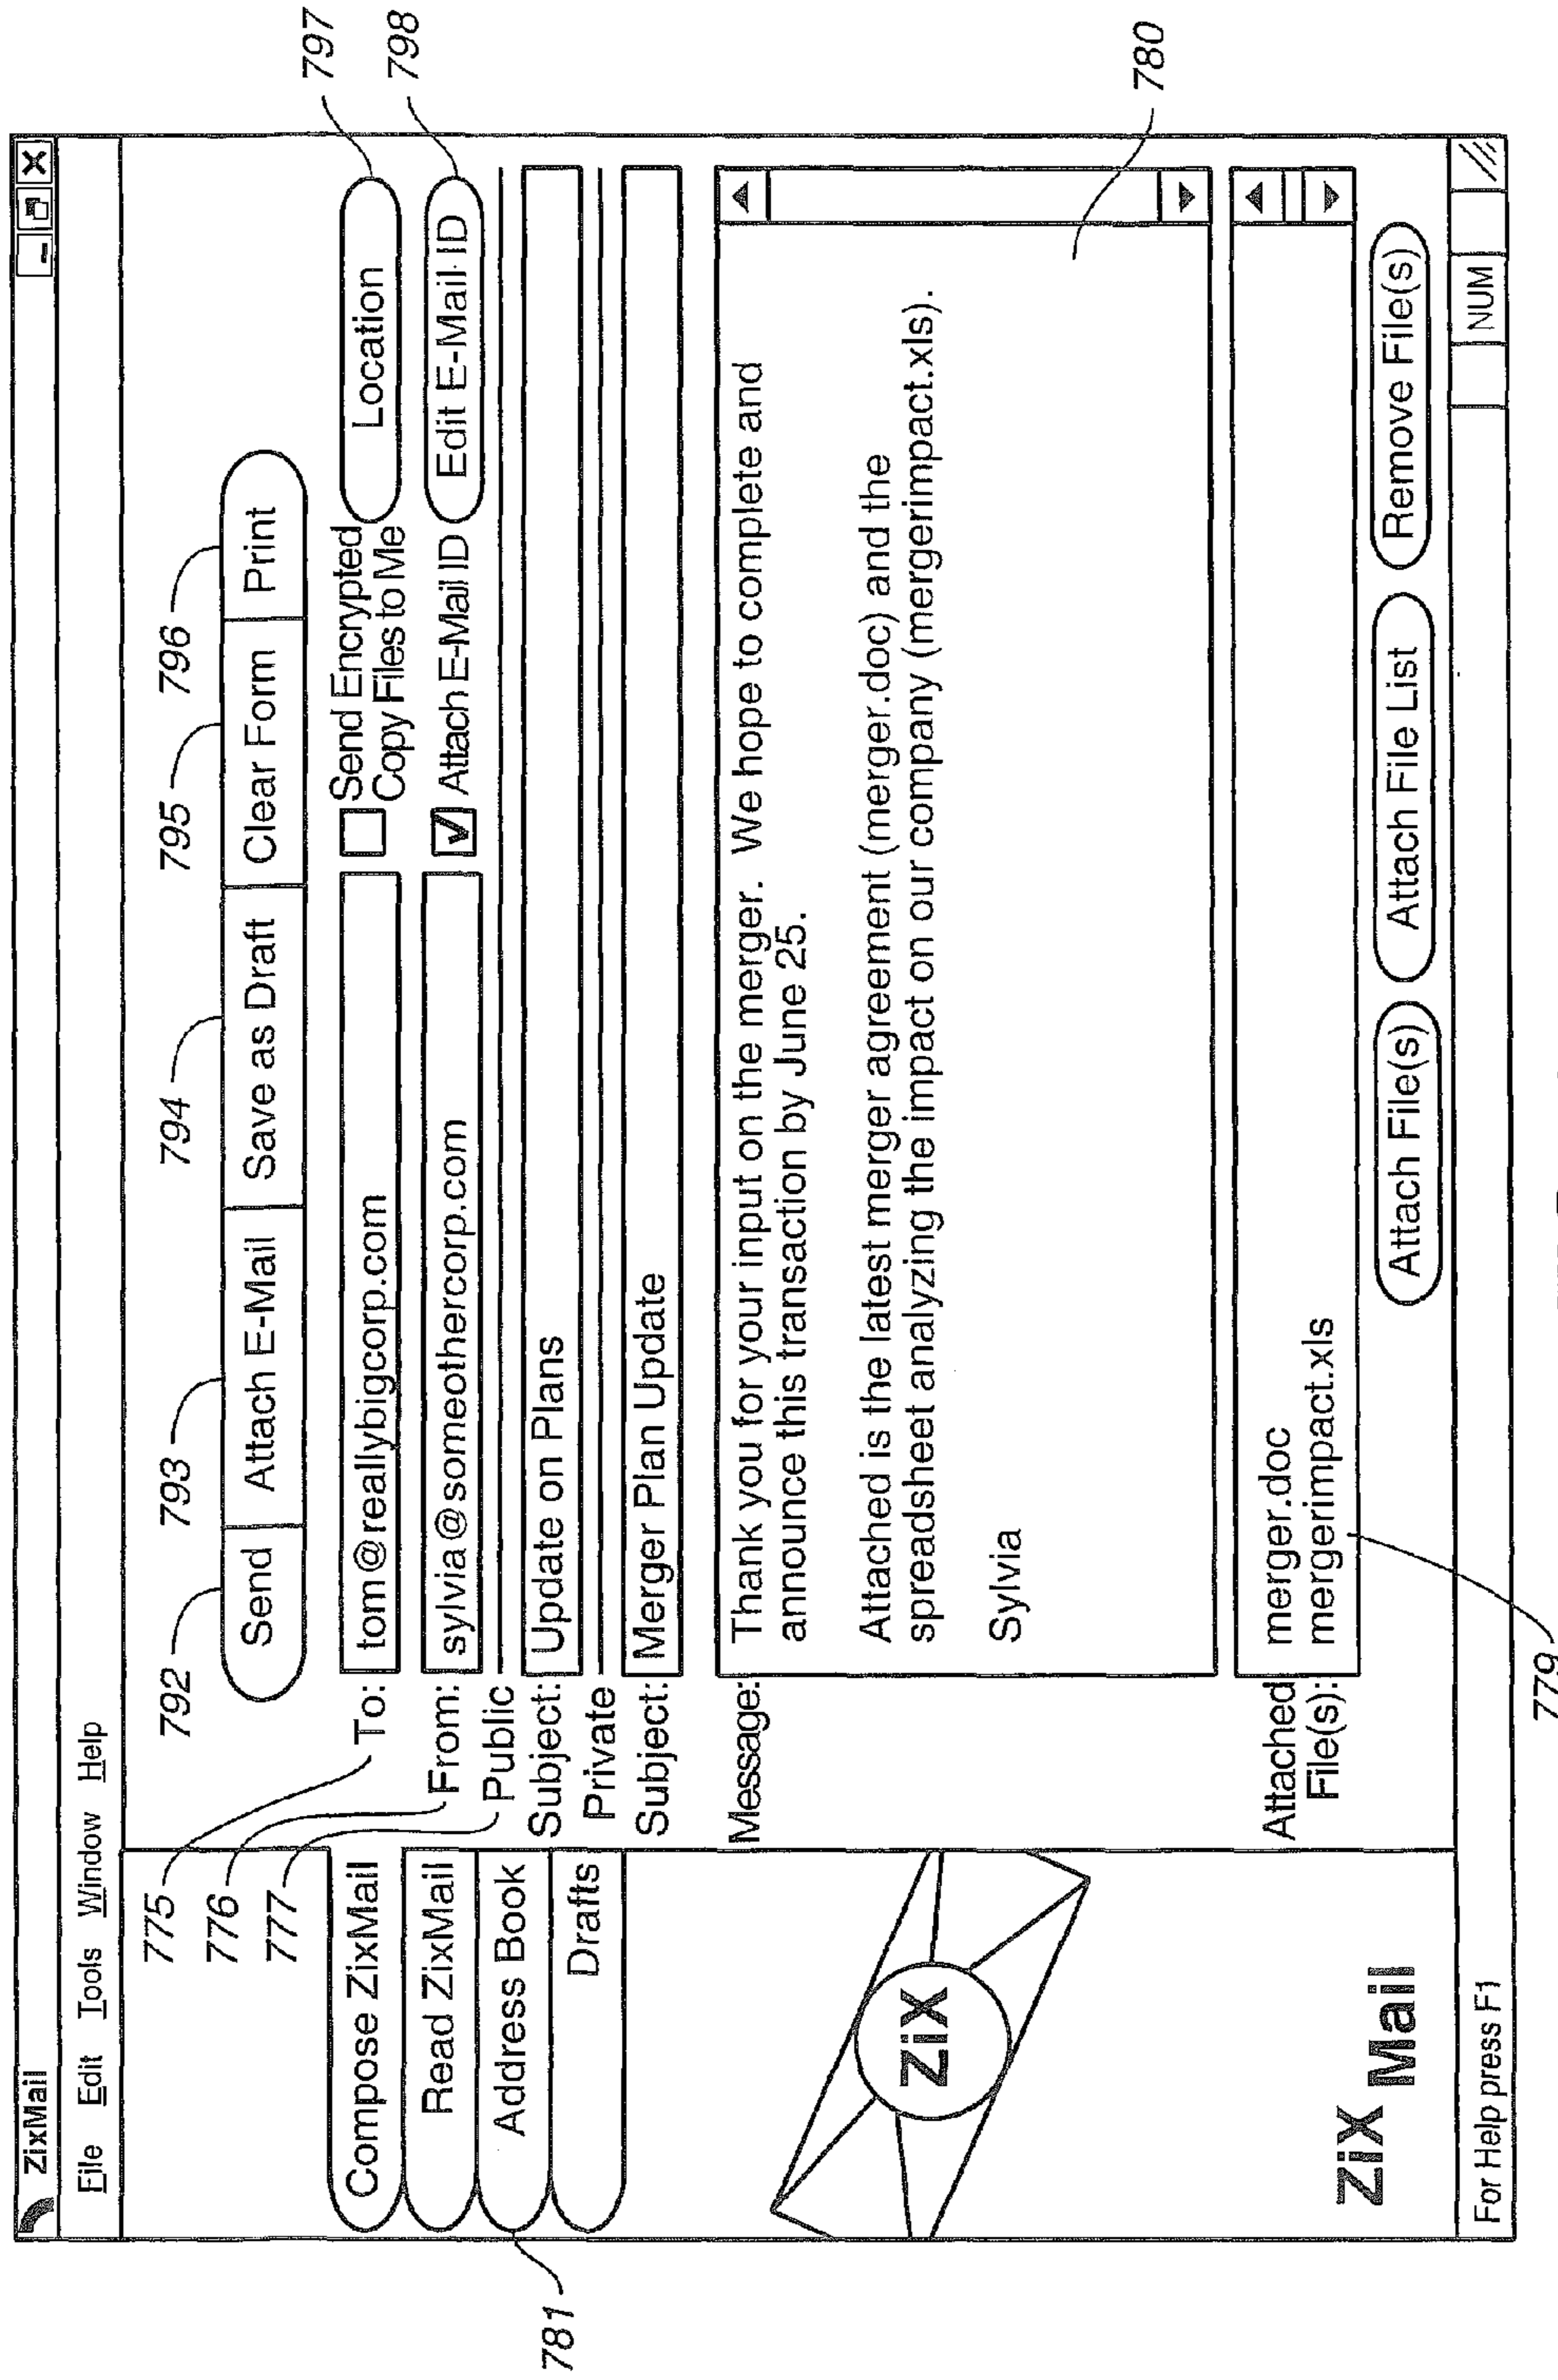 ZixMail
File Edit Tools Window Help
792 793 794 795 796
Send Attach E-Mail Save as Draft Clear Form Print
775
776
777
797
798
To: tom@reallybigcorp.com Send Encrypted
Copy Files to Me Location
From: sylvia@someothercorp.com Attach E-Mail ID Edit E-Mail ID
Public
Subject: Update on Plans
Private
Subject: Merger Plan Update
Compose ZixMail
Read ZixMail
Address Book
Drafts
781
Message: Thank you for your input on the merger. We hope to complete and
announce this transaction by June 25.
Attached is the latest merger agreement (merger.doc) and the
spreadsheet analyzing the impact on our company (mergerimpact.xls).
Sylvia
780
ZiX
ZiX
Mail
Attached merger.doc
File(s): mergerimpact.xls
Attach File(s) Attach File List Remove File(s)
For Help press F1 NUM
779